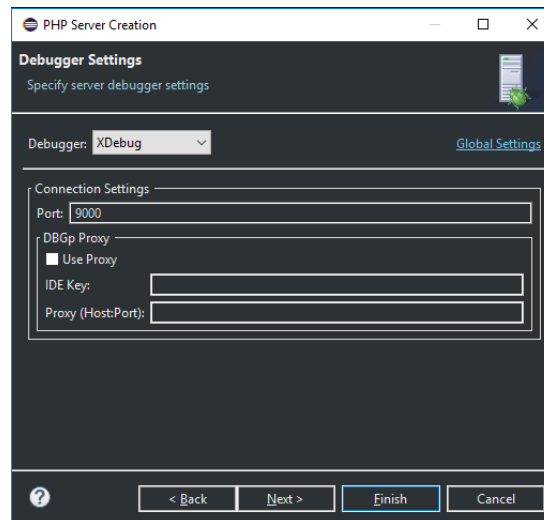 PHP Server Creation
Debugger Settings
Specify server debugger settings
Debugger: XDebug Global Settings
Connection Settings
Port: 9000
DBGp Proxy
Use Proxy
IDE Key:
Proxy (Host:Port):
? < Back Next > Finish Cancel